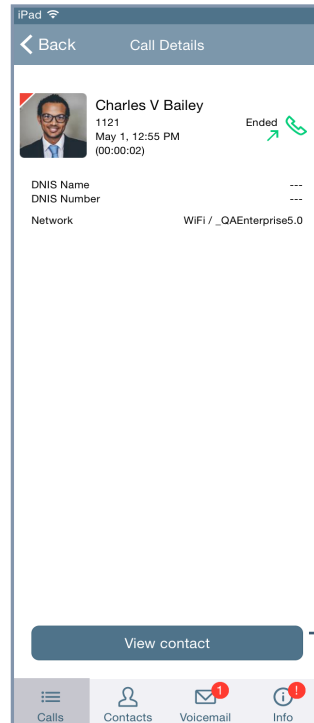 iPad
Back
Call Details
Charles V Bailey
1121
Ended
May 1, 12:55 PM
(00:00:02)
DNIS Name ---
DNIS Number ---
Network WiFi / _QAEnterprise5.0
View contact
1
!
Calls Contacts Voicemail Info